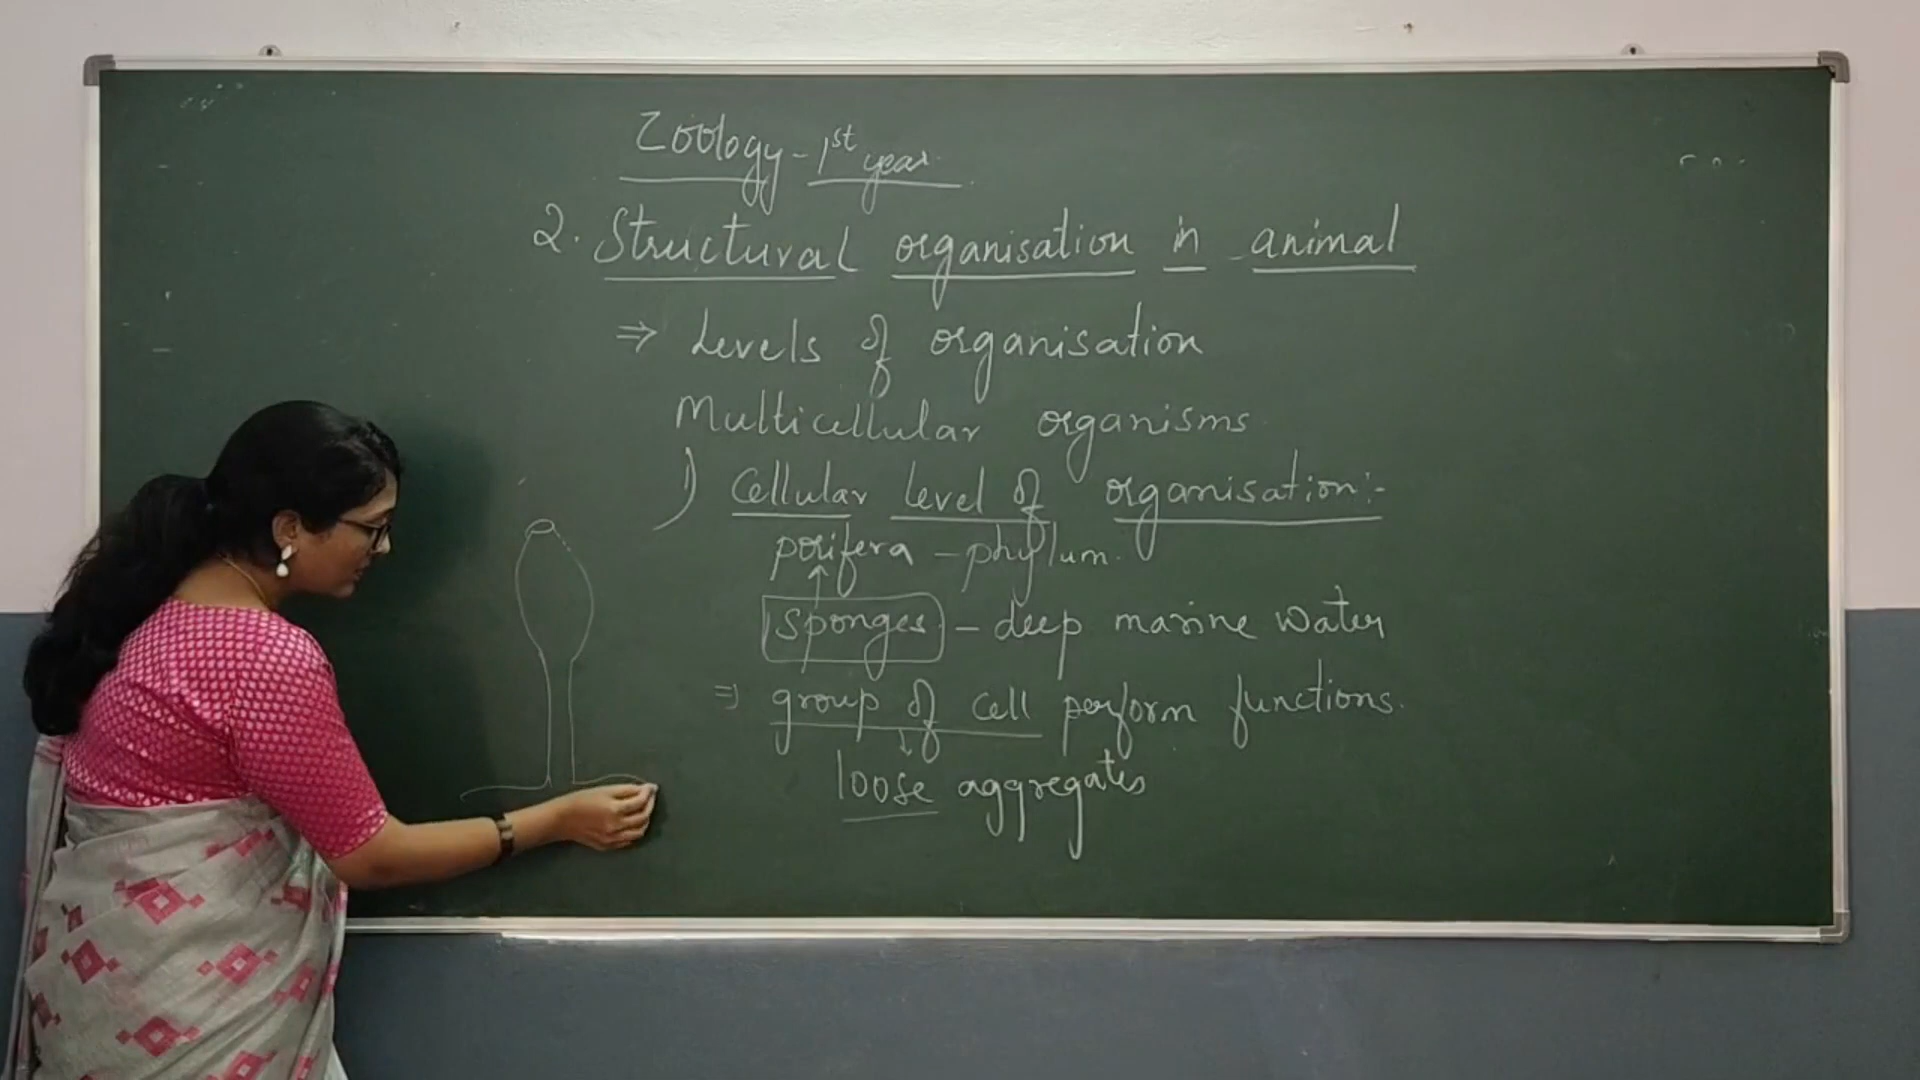 Zoology - 1st year.
2. Structural organisation in animal
⇒ Levels of organisation
Multicellular organisms
1) Cellular level of organisation:-
porifera - phylum.
Sponges - deep marine water
⇒ group of cell perform functions.
loose aggregates